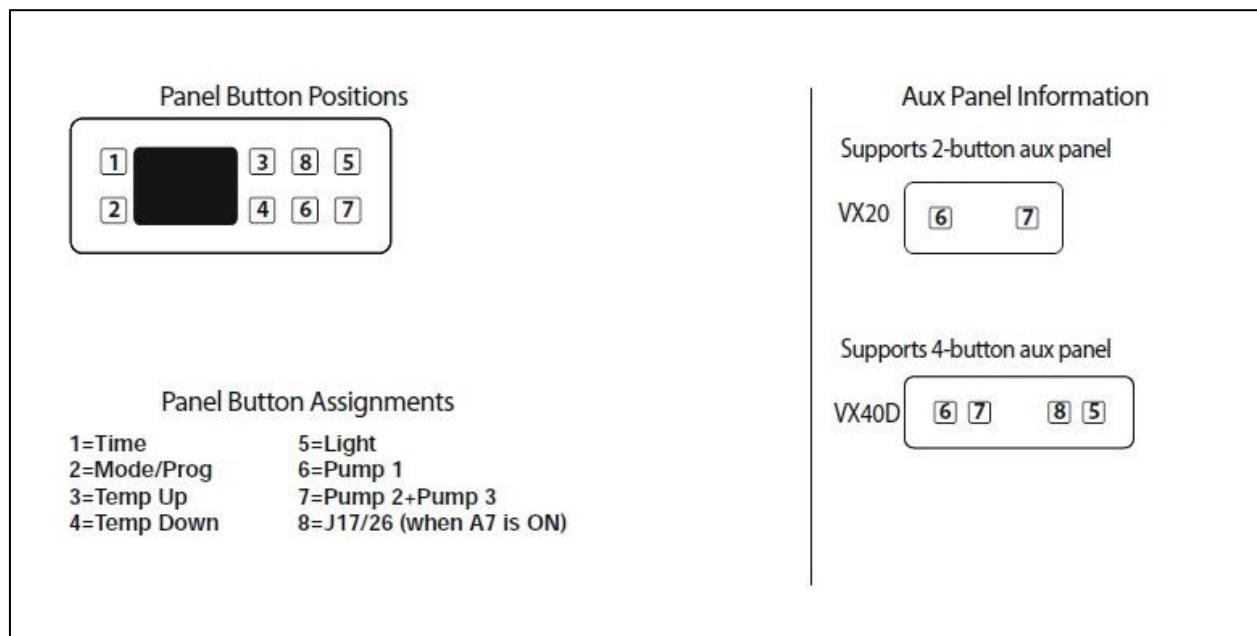 Panel Button Positions
1 3 8 5
2 4 6 7
Panel Button Assignments
1=Time 5=Light
2=Mode/Prog 6=Pump 1
3=Temp Up 7=Pump 2+Pump 3
4=Temp Down 8=J17/26 (when A7 is ON)
Aux Panel Information
Supports 2-button aux panel
VX20 6 7
Supports 4-button aux panel
VX40D 6 7 8 5